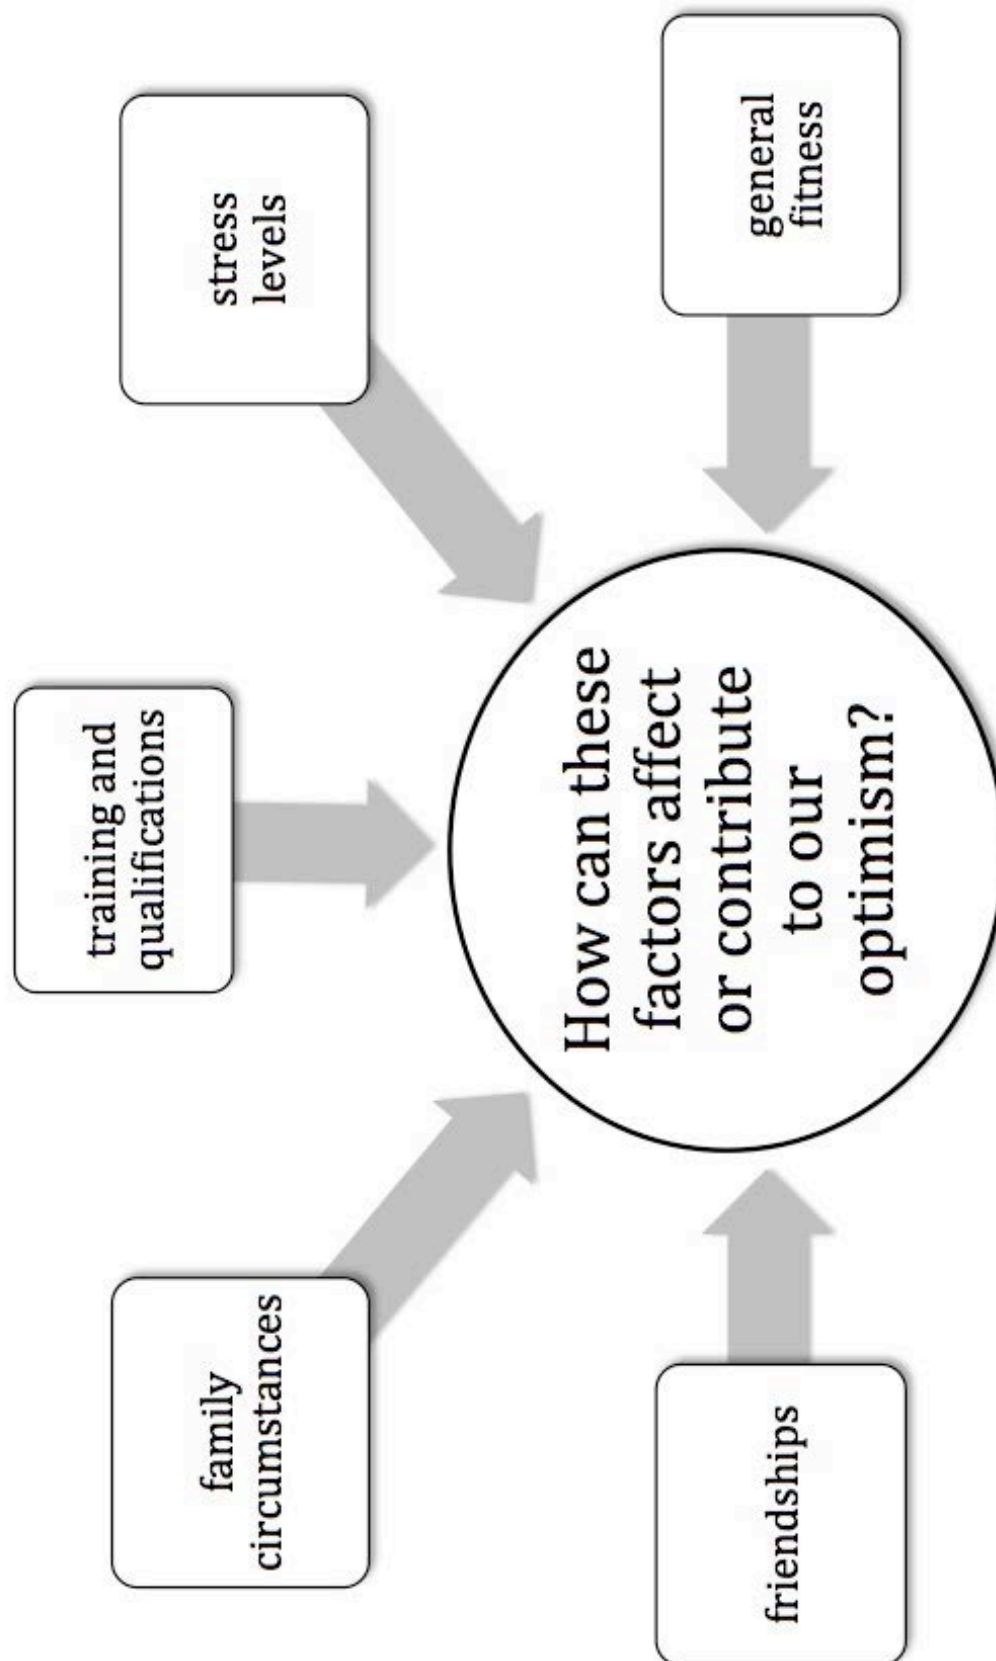 friendships
family
circumstances
training and
qualifications
stress
levels
general
fitness
How can these
factors affect
or contribute
to our
optimism?